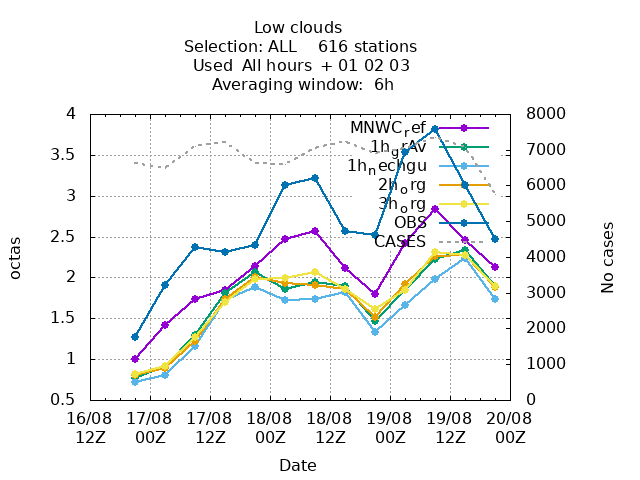 Low clouds
Selection: ALL    616 stations
Used  All hours  + 01 02 03
Averaging window:  6h
MNWC_ref
1h_grAv
1h_nechgu
2h_org
3h_org
OBS
CASES
octas
4
3.5
3
2.5
2
1.5
1
0.5
No cases
8000
7000
6000
5000
4000
3000
2000
1000
0
16/08 17/08 17/08 18/08 18/08 19/08 19/08 20/08
12Z 00Z 12Z 00Z 12Z 00Z 12Z 00Z
Date